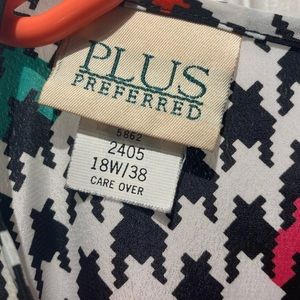 PLUS
PREFERRED
5862
2405
18W/38
CARE OVER